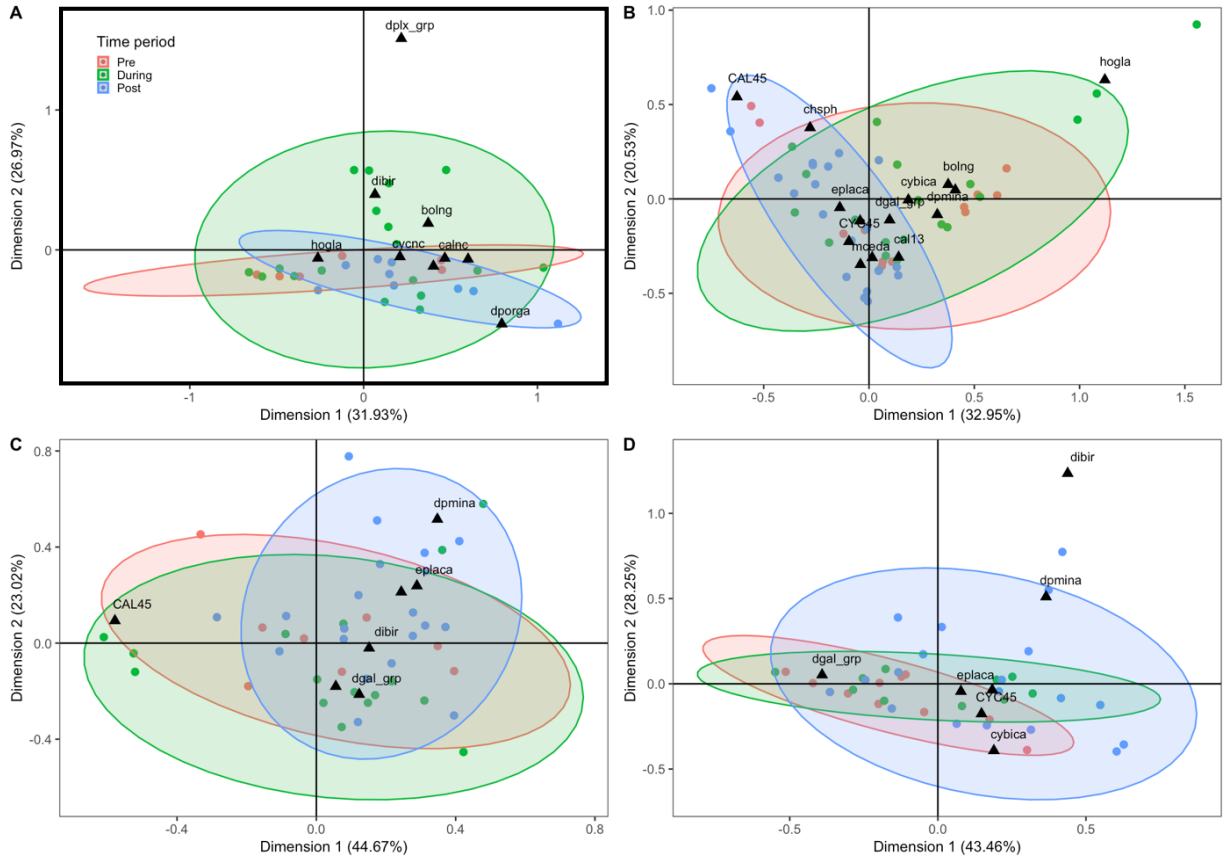 A
Time period
Pre
During
Post
dplx_grp
dibir
bolng
hogla
cycnc
calnc
dporga
1
0
-1
0
1
Dimension 1 (31.93%)
Dimension 2 (26.97%)
B
CAL45
chsph
hogla
bolng
cybica
dpmina
eplaca
dgal_grp
CYC45
mceda
cal13
1.0
0.5
0.0
-0.5
-0.5
0.0
0.5
1.0
1.5
Dimension 1 (32.95%)
Dimension 2 (20.53%)
C
dpmina
eplaca
CAL45
dibir
dgal_grp
0.8
0.4
0.0
-0.4
-0.4
0.0
0.4
0.8
Dimension 1 (44.67%)
Dimension 2 (23.02%)
D
dibir
dpmina
dgal_grp
eplaca
CYC45
cybica
1.0
0.5
0.0
-0.5
-0.5
0.0
0.5
Dimension 1 (43.46%)
Dimension 2 (28.25%)